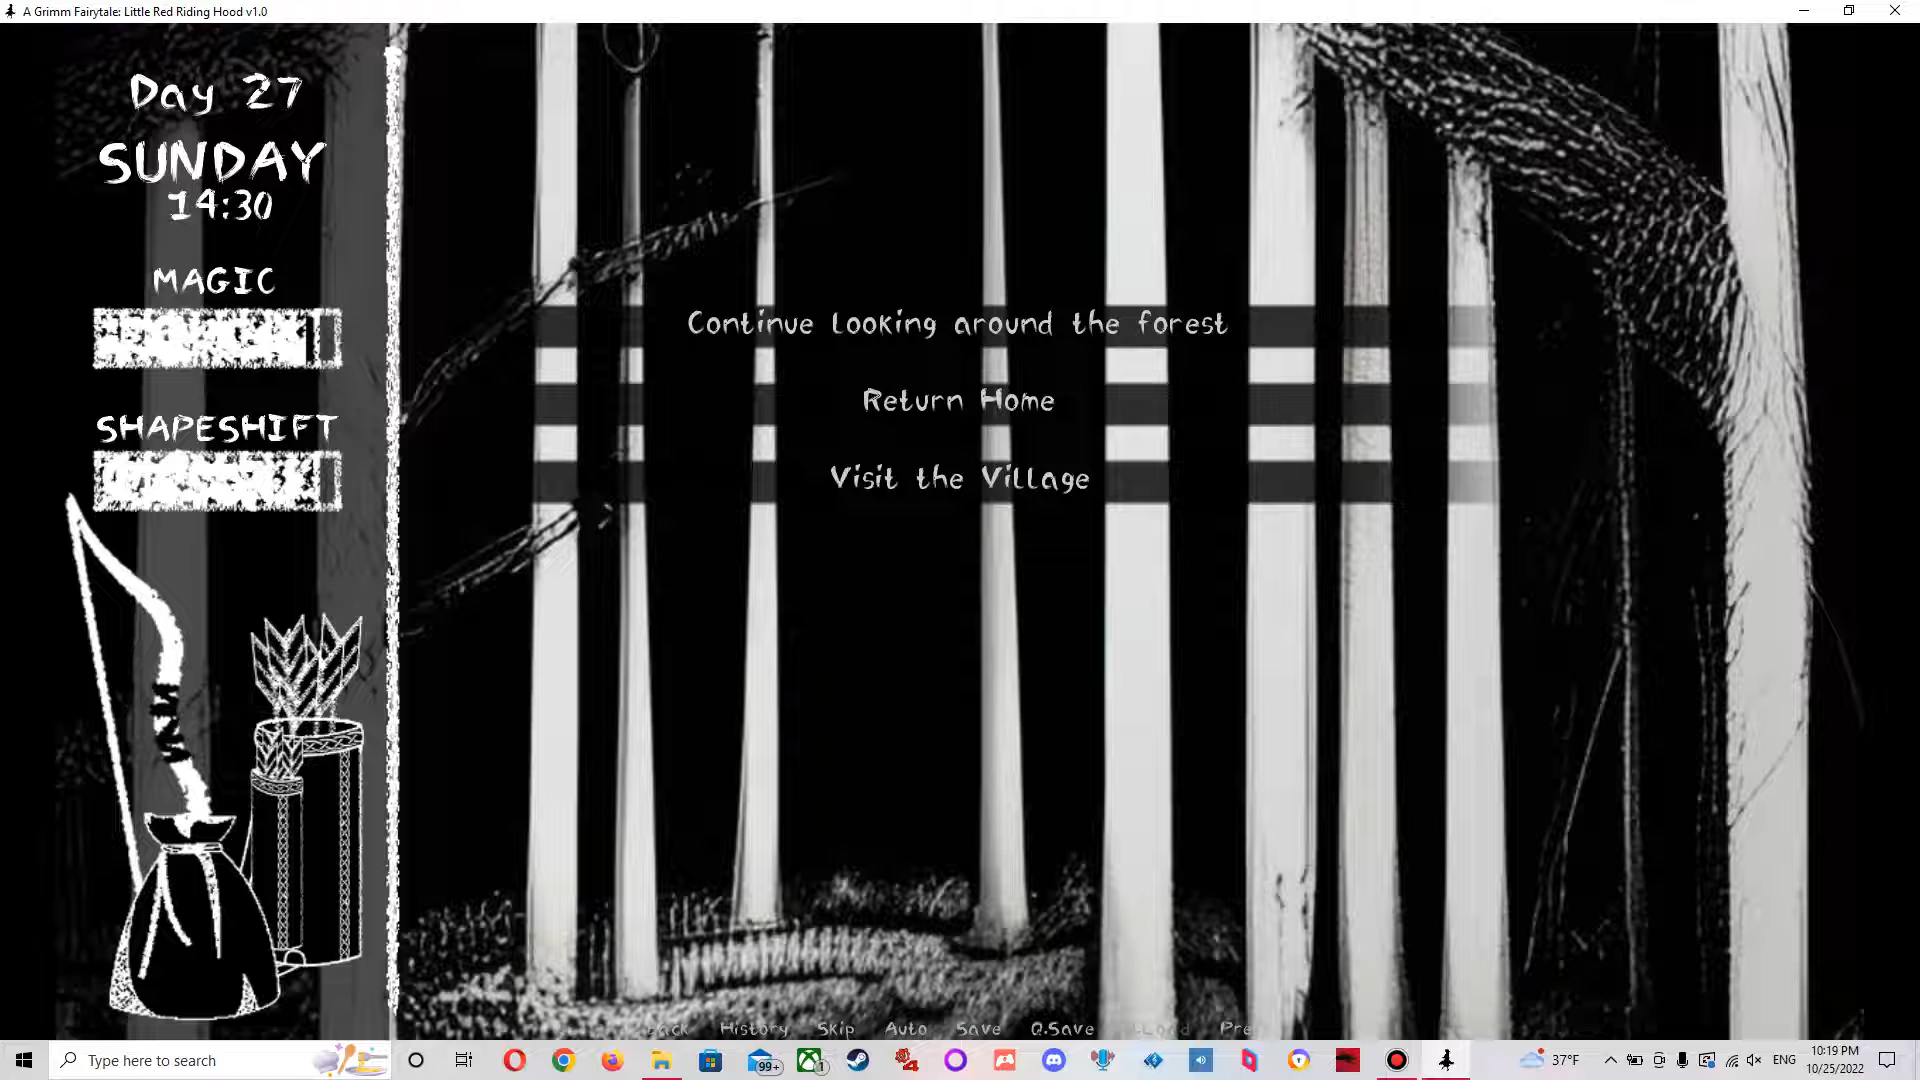 A Grimm Fairytale: Little Red Riding Hood v1.0
Day 27
SUNDAY
14:30
MAGIC
SHAPESHIFT
Continue Looking around the forest
Return Home
Visit the Village
History Skip Auto Save Q.Save
Type here to search
99+
1
37°F
ENG
10:19 PM
10/25/2022